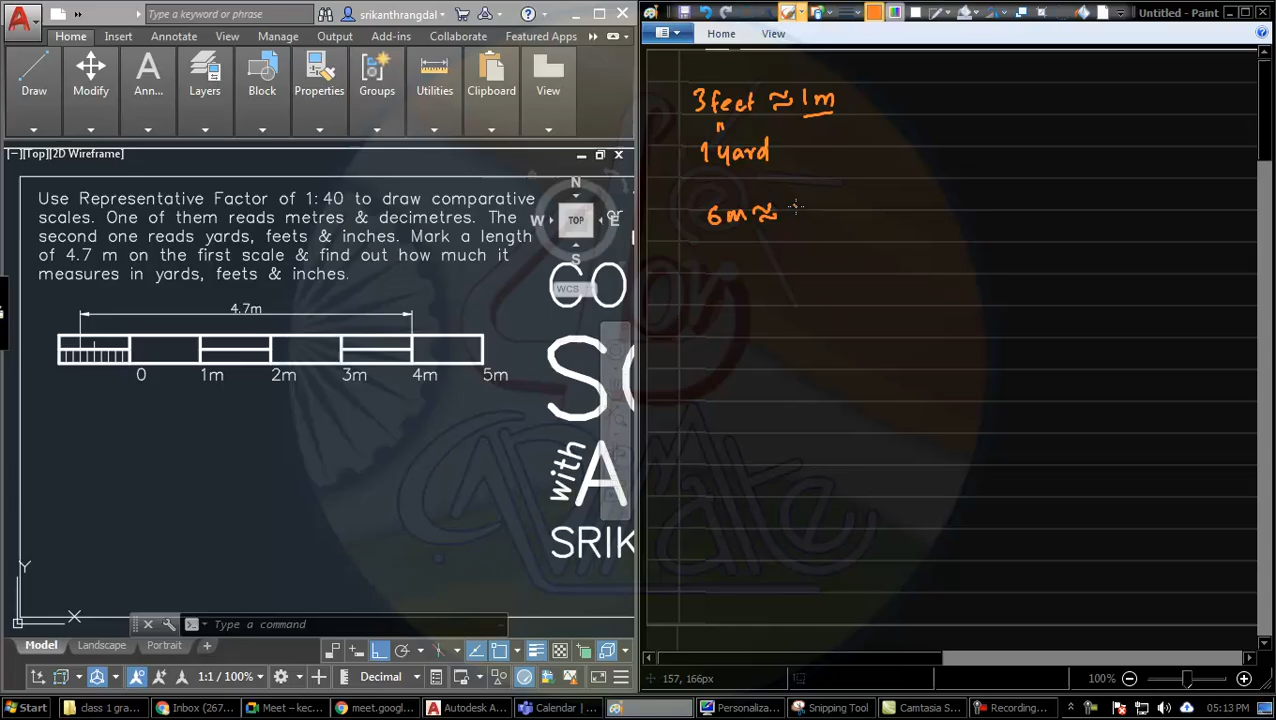 Type a keyword or phrase
srikanthrangdal...
Home Insert Annotate View Manage Output Add-ins Collaborate Featured Apps
Draw Modify Ann... Layers Block Properties Groups Utilities Clipboard View
[−][Top][2D Wireframe]
Use Representative Factor of 1:40 to draw comparative
scale. One of them reads metres & decimetres. The
second one reads yards, feets & inches. Mark a length
of 4.7 m on the first scale & find out how much it
measures in yards, feets & inches.
N
W TOP E
S
WCS
4.7m
0 1m 2m 3m 4m 5m
or
CO
SO
with A
SRIK
Y
X
Type a command
Model Landscape Portrait +
1:1 / 100% Decimal
Untitled - Paint
Home View
3 feet ≈ 1m
"
1 yard
6m ≈
157, 166px
100%
Start class 1 gra... Inbox (267... Meet – kec... meet.googl... Autodesk A... Calendar | ... Personaliza... Snipping Tool Camtasia S... Recording... 05:13 PM